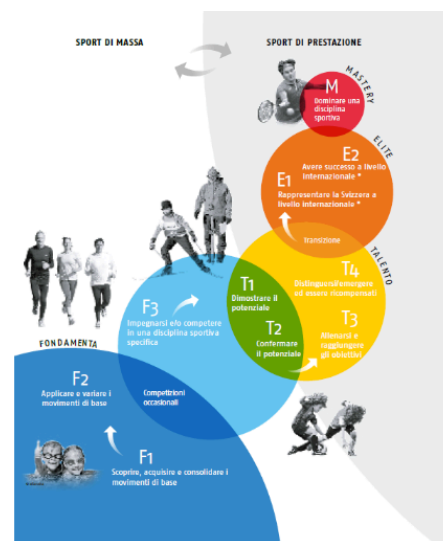 SPORT DI MASSA
SPORT DI PRESTAZIONE
MASTERY
M
Dominare una
disciplina
sportiva
ELITE
E2
Avere successo a livello
internazionale *
E1
Rappresentare la Svizzera a
livello internazionale *
Transizione
TALENTO
T4
Distinguersi/emergere
ed essere ricompensati
T1
Dimostrare il
potenziale
T3
Allenarsi e
raggiungere
gli obiettivi
T2
Confermare
il potenziale
F3
Impegnarsi e/o competere
in una disciplina sportiva
specifica
FONDAMENTA
F2
Applicare e variare i
movimenti di base
Competizioni
occasionali
F1
Scoprire, acquisire e consolidare i
movimenti di base